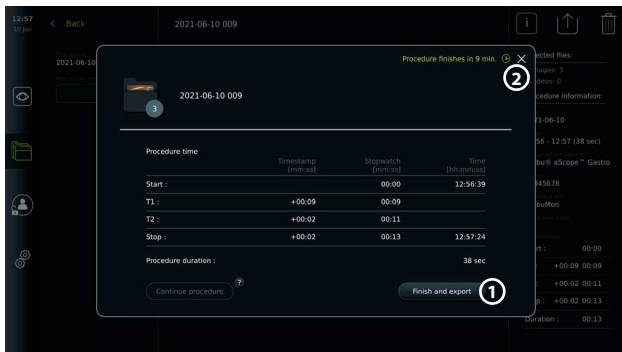 12:57
10 Jun
Back
2021-06-10 009
i
2021-06-10
Procedure finishes in 9 min.
2
3
2021-06-10 009
Procedure time
Timestamp Stopwatch Time
[mm:ss] [mm:ss] [hh:mm:ss]
Start : 00:00 12:56:39
T1 : +00:09 00:09
T2 : +00:02 00:11
Stop : +00:02 00:13 12:57:24
Procedure duration : 38 sec
Continue procedure ?
Finish and export 1
ected files:
mages: 3
deos: 0
cedure information:
21-06-10
56 - 12:57 (38 sec)
bu® aScope™ Gastro
345678
buMon
rt : 00:00
: +00:09 00:09
: +00:02 00:11
p : +00:02 00:13
Duration : 00:13